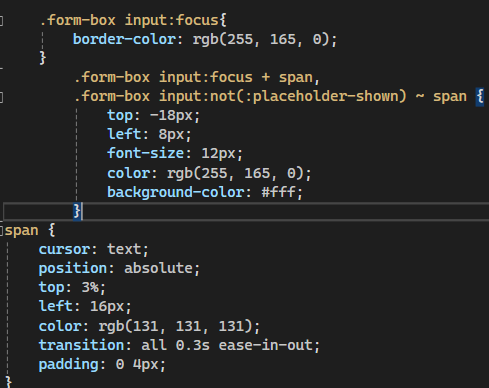 .form-box input:focus{
border-color: rgb(255, 165, 0);
}
.form-box input:focus + span,
.form-box input:not(:placeholder-shown) ~ span {
top: -18px;
left: 8px;
font-size: 12px;
color: rgb(255, 165, 0);
background-color: #fff;
}
span {
cursor: text;
position: absolute;
top: 3%;
left: 16px;
color: rgb(131, 131, 131);
transition: all 0.3s ease-in-out;
padding: 0 4px;
}